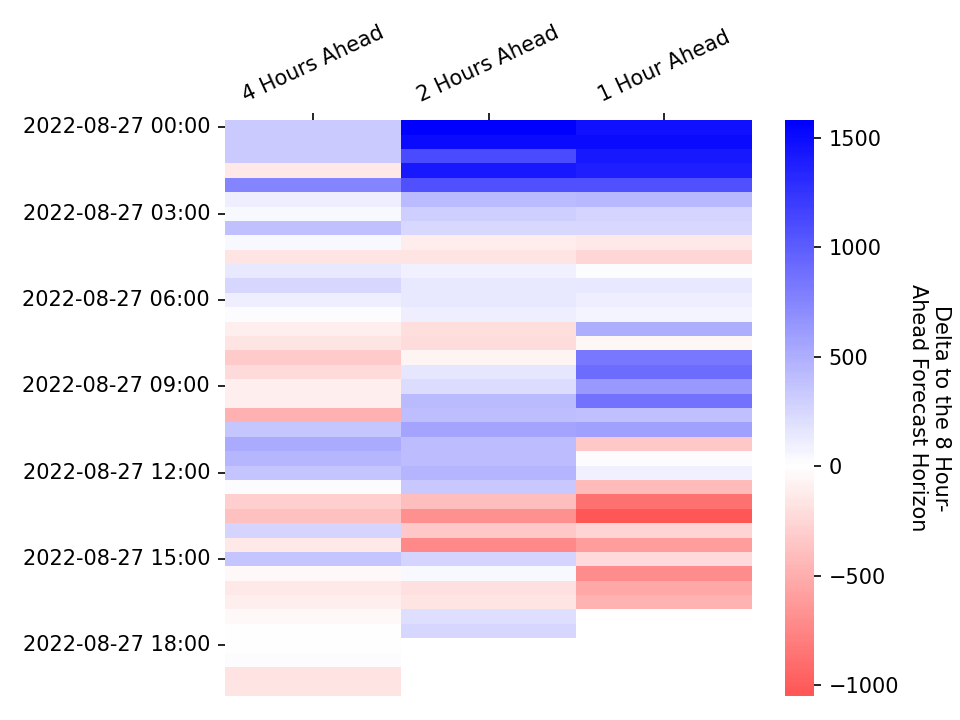 4 Hours Ahead
2 Hours Ahead
1 Hour Ahead
2022-08-27 00:00
2022-08-27 03:00
2022-08-27 06:00
2022-08-27 09:00
2022-08-27 12:00
2022-08-27 15:00
2022-08-27 18:00
1500
1000
500
0
−500
−1000
Delta to the 8 Hour-
Ahead Forecast Horizon